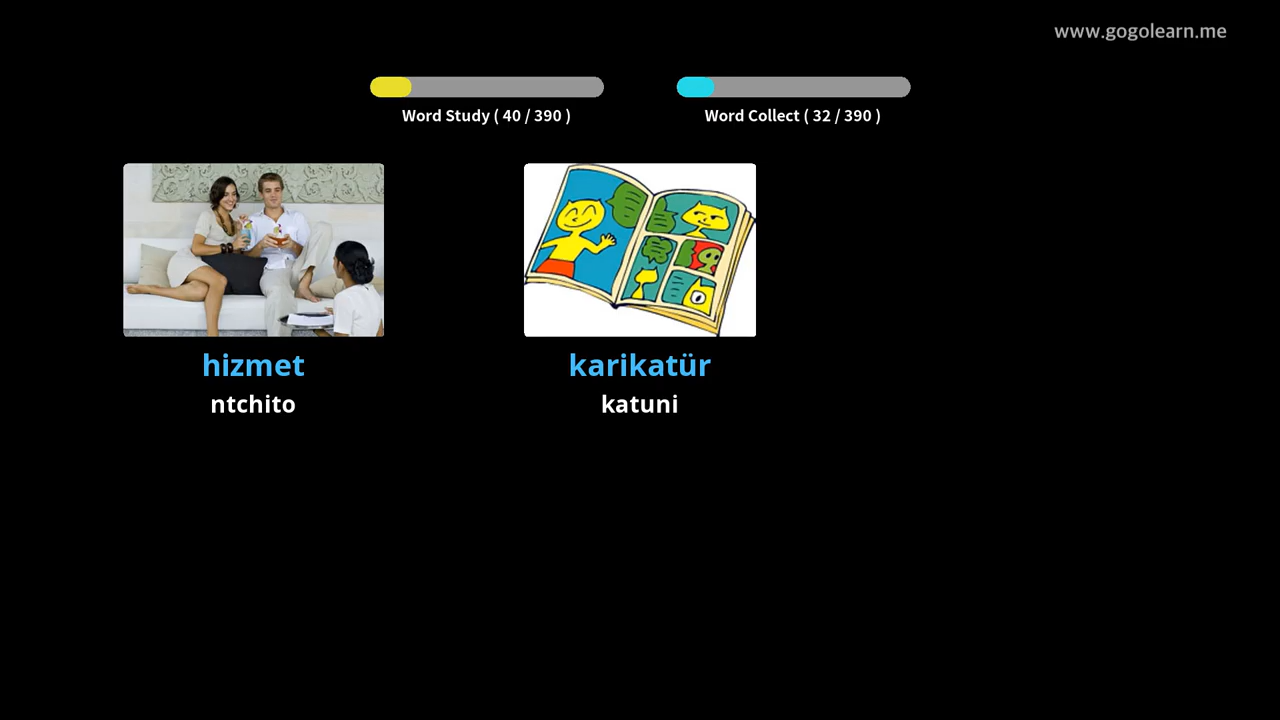 www.gogolearn.me
Word Study ( 40 / 390 )
Word Collect ( 32 / 390 )
hizmet
ntchito
karikatür
katuni